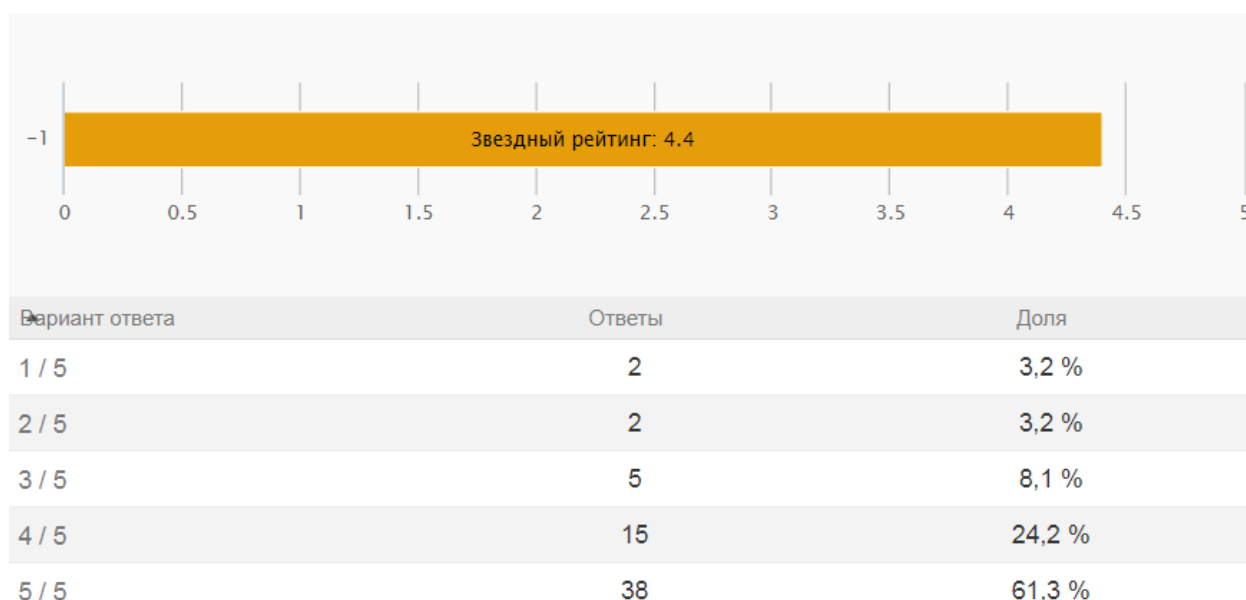 Звездный рейтинг: 4.4
-1
0 0.5 1 1.5 2 2.5 3 3.5 4 4.5 5
Вариант ответа Ответы Доля
1 / 5 2 3,2 %
2 / 5 2 3,2 %
3 / 5 5 8,1 %
4 / 5 15 24,2 %
5 / 5 38 61,3 %